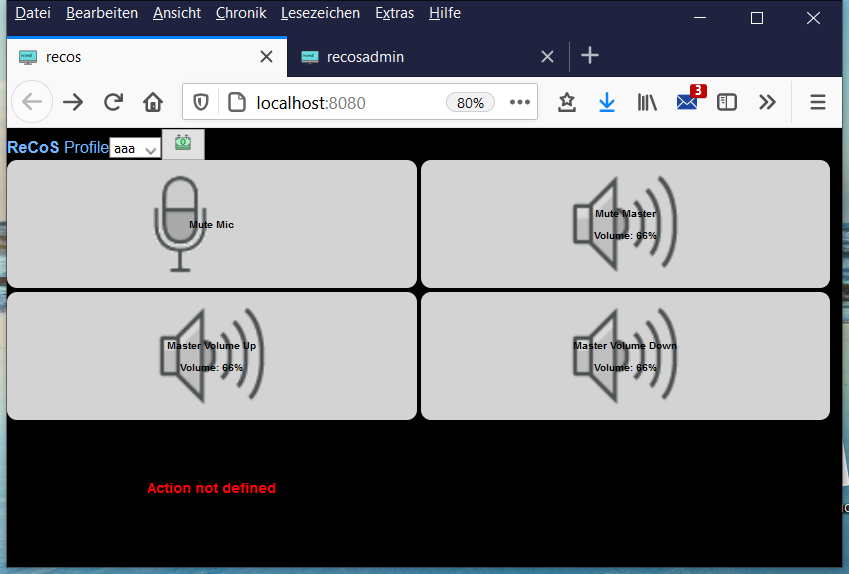 Datei Bearbeiten Ansicht Chronik Lesezeichen Extras Hilfe
recos
recosadmin
localhost:8080 80%
3
ReCoS Profile aaa
Mute Mic
Mute Master
Volume: 66%
Master Volume Up
Volume: 66%
Master Volume Down
Volume: 66%
Action not defined